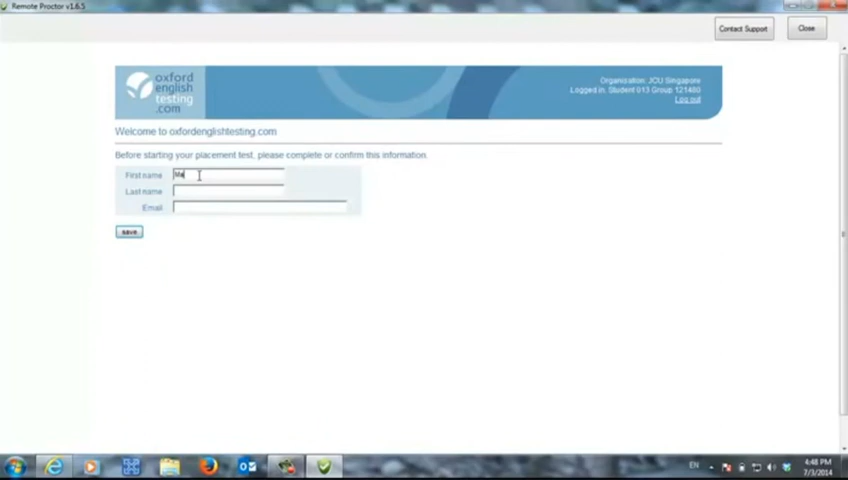 Remote Proctor v1.6.5
Contact Support
Close
oxford
english
testing
.com
Organisation: JCU Singapore
Logged in: Student 013 Group 121480
Log out
Welcome to oxfordenglishtesting.com
Before starting your placement test, please complete or confirm this information.
First name
Ma
Last name
Email
save
EN
4:48 PM
7/3/2014